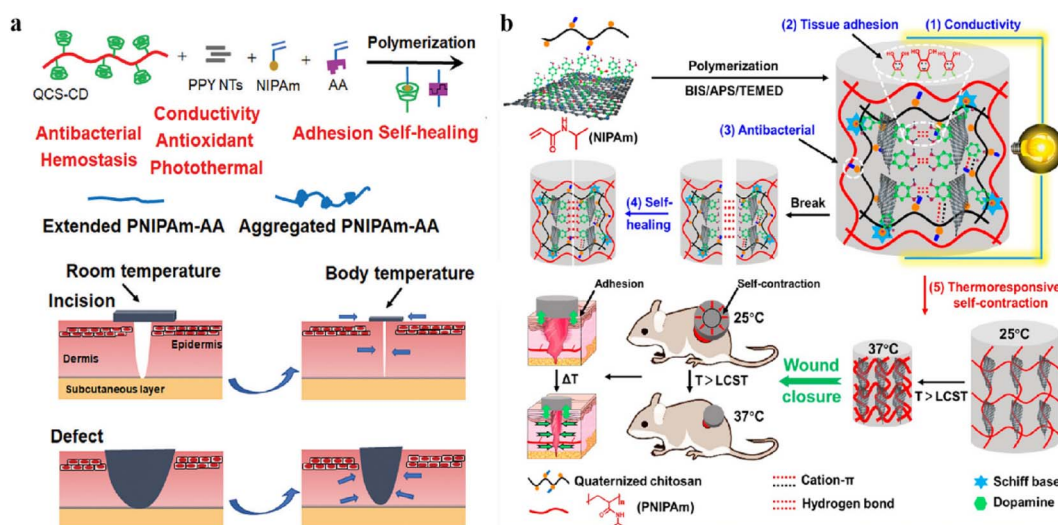 a
QCS-CD
+
PPY NTs
+
NIPAm
+
AA
Polymerization
Antibacterial
Hemostasis
Conductivity
Antioxidant
Photothermal
Adhesion Self-healing
Extended PNIPAm-AA
Aggregated PNIPAm-AA
Room temperature
Body temperature
Incision
Dermis
Epidermis
Subcutaneous layer
Defect
b
(NIPAm)
Polymerization
BIS/APS/TEMED
(2) Tissue adhesion
(1) Conductivity
(3) Antibacterial
Break
(4) Self-
healing
(5) Thermoresponsive
self-contraction
Adhesion
Self-contraction
25°C
ΔT
T > LCST
37°C
Wound
closure
37°C
T > LCST
25°C
Quaternized chitosan
(PNIPAm)
Cation-π
Hydrogen bond
Schiff base
Dopamine